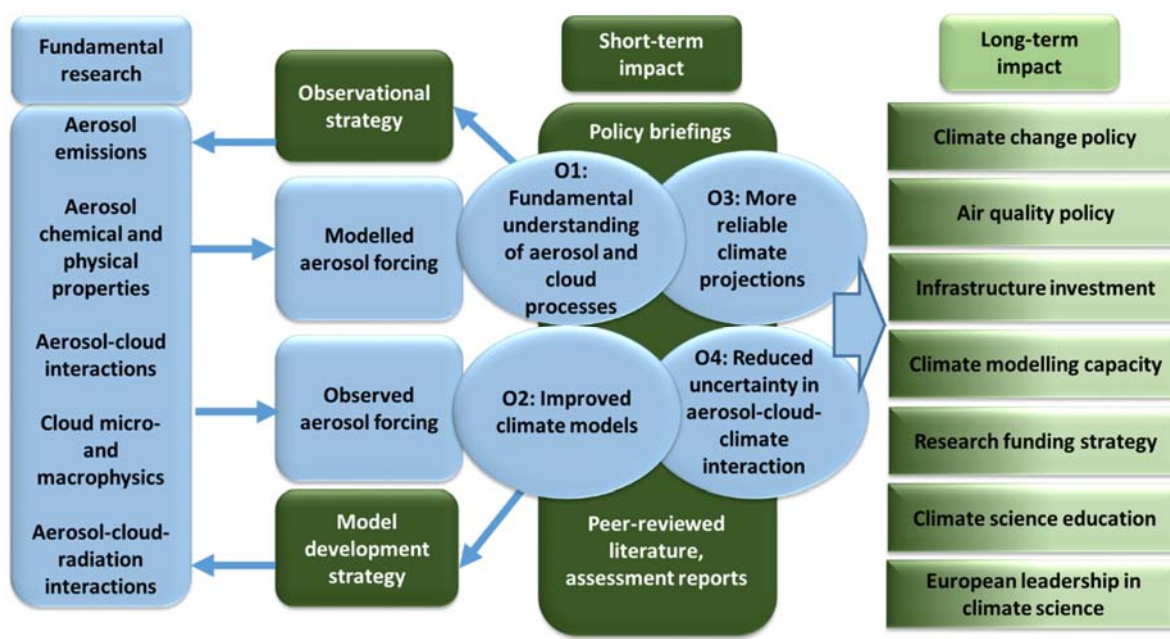 Fundamental
research
Aerosol
emissions
Aerosol
chemical and
physical
properties
Aerosol-cloud
interactions
Cloud micro-
and
macrophysics
Aerosol-cloud-
radiation
interactions
Observational
strategy
Modelled
aerosol forcing
Observed
aerosol forcing
Model
development
strategy
Short-term
impact
Policy briefings
O1:
Fundamental
understanding
of aerosol and
cloud
processes
O3: More
reliable
climate
projections
O2: Improved
climate models
O4: Reduced
uncertainty in
aerosol-cloud-
climate
interaction
Peer-reviewed
literature,
assessment reports
Long-term
impact
Climate change policy
Air quality policy
Infrastructure investment
Climate modelling capacity
Research funding strategy
Climate science education
European leadership in
climate science